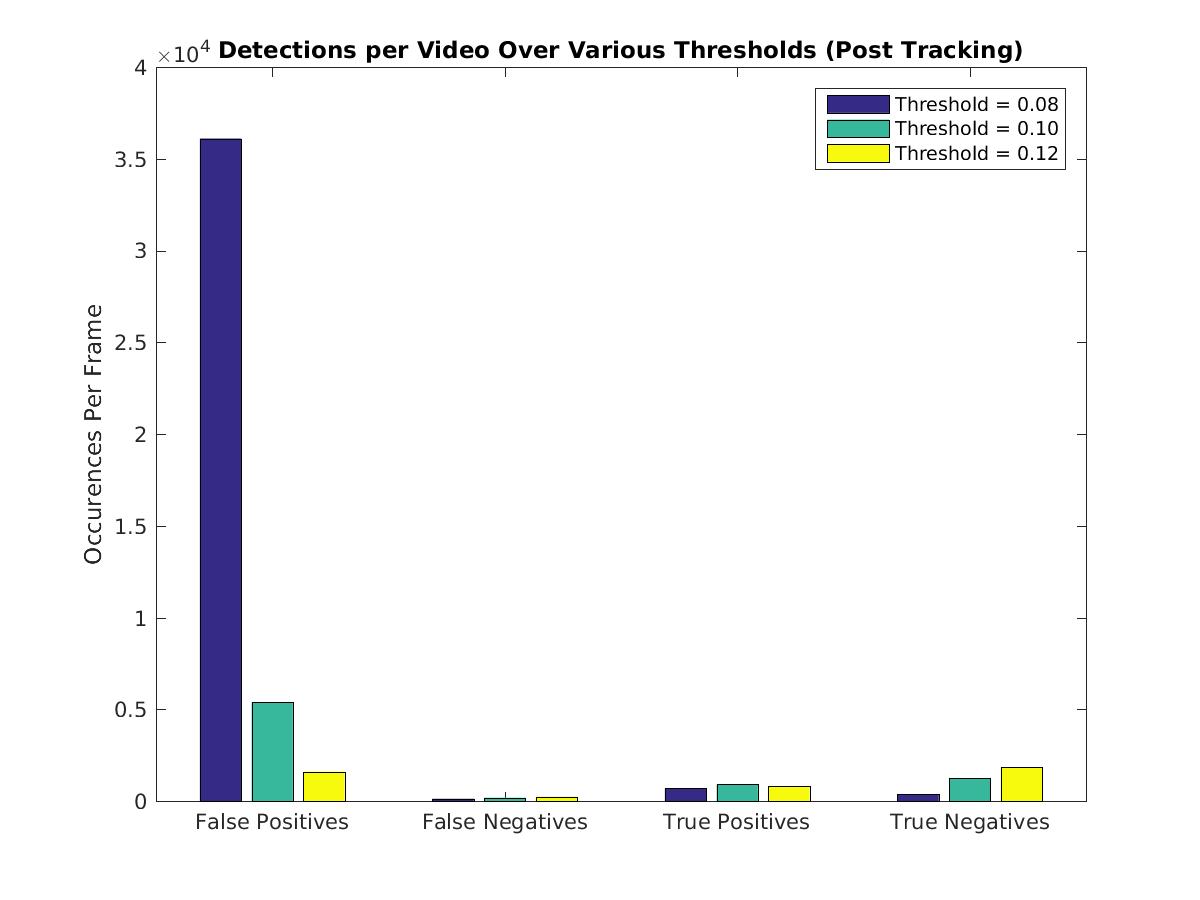 ×10⁴ Detections per Video Over Various Thresholds (Post Tracking)
Threshold = 0.08
Threshold = 0.10
Threshold = 0.12
4
3.5
3
2.5
2
1.5
1
0.5
0
Occurences Per Frame
False Positives False Negatives True Positives True Negatives